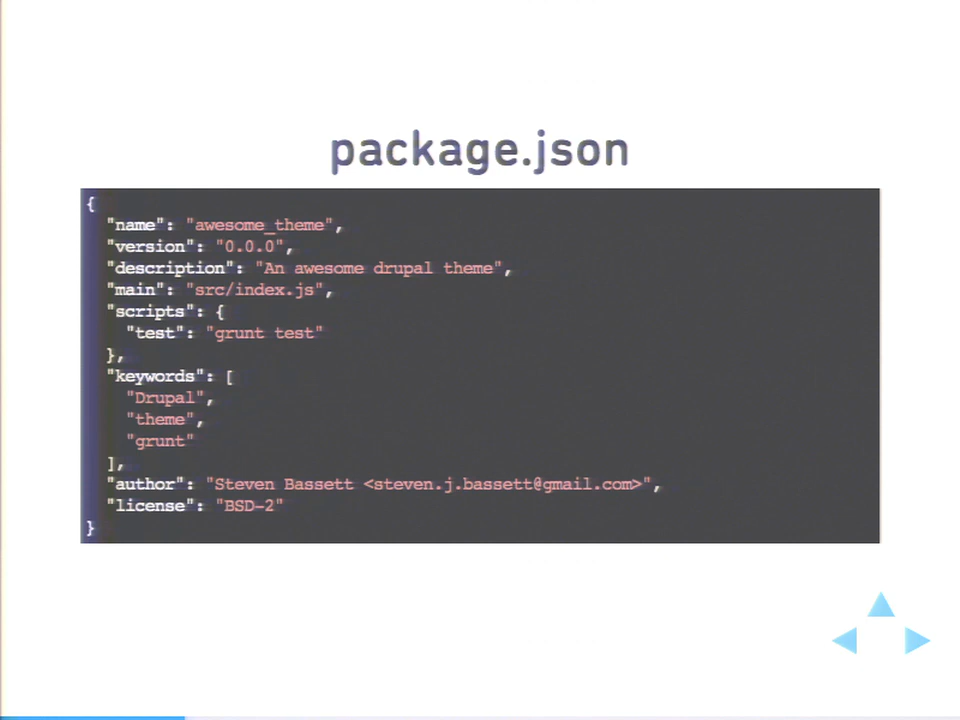 package.json
{
"name": "awesome_theme",
"version": "0.0.0",
"description": "An awesome drupal theme",
"main": "src/index.js",
"scripts": {
"test": "grunt test"
},
"keywords": [
"Drupal",
"theme",
"grunt"
],
"author": "Steven Bassett <steven.j.bassett@gmail.com>",
"license": "BSD-2"
}